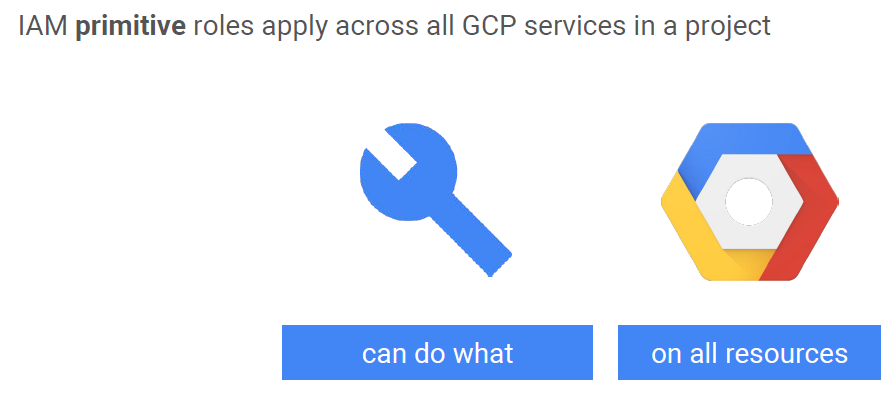 IAM primitive roles apply across all GCP services in a project
can do what
on all resources